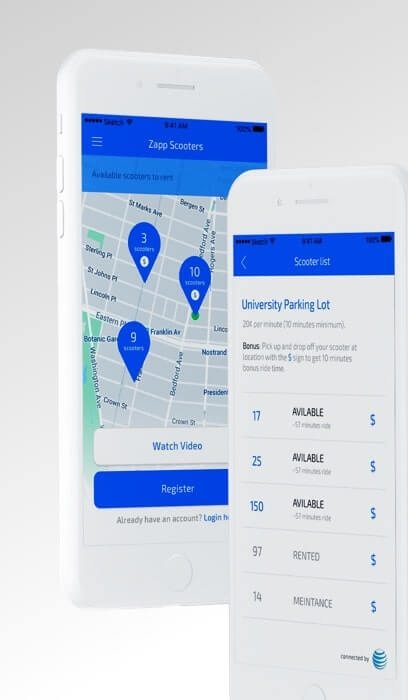 Sketch
9:41 AM
100%
Zapp Scooters
Available scooters to rent
St Marks Ave
Bergen St
Rogers Ave
Bedford Ave
3
scooters
$
Sterling Pl
St Johns Pl
10
scooters
$
Lincoln Pl
Eastern
Franklin Av
Botanic Garden
9
scooters
Nostrand
Washington Ave
Bedford Ave
President
Crown St
Crown St
Watch Video
Register
Already have an account? Login he
Sketch
9:41 AM
100%
Scooter list
University Parking Lot
20¢ per minute (10 minutes minimum).
Bonus: Pick up and drop off your scooter at
location with the $ sign to get 10 minutes
bonus ride time.
17 AVILABLE $
~57 minutes ride
25 AVILABLE $
~57 minutes ride
150 AVILABLE $
~57 minutes ride
97 RENTED $
14 MEINTANCE $
connected by